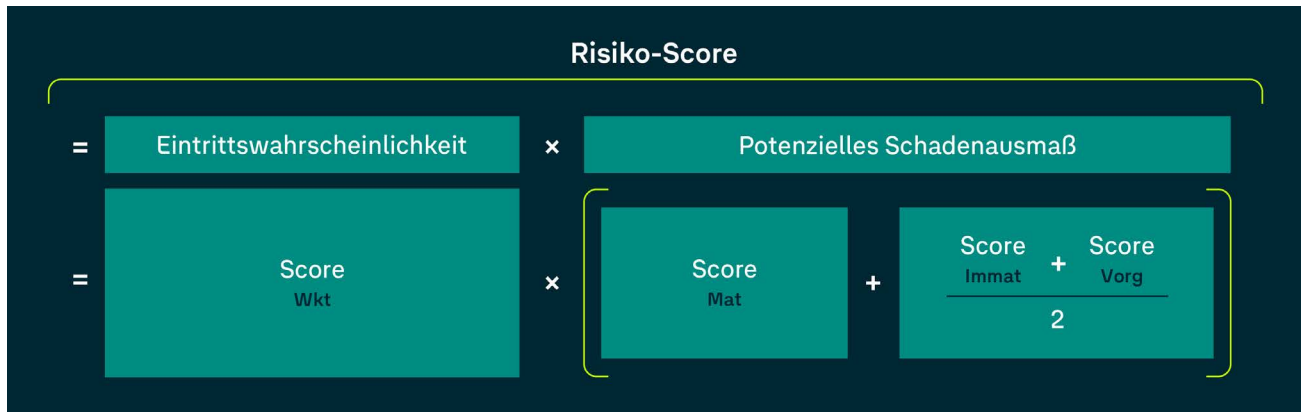 Risiko-Score
= Eintrittswahrscheinlichkeit × Potenzielles Schadenausmaß
= Score Wkt × Score Mat + Score Immat + Score Vorg
2